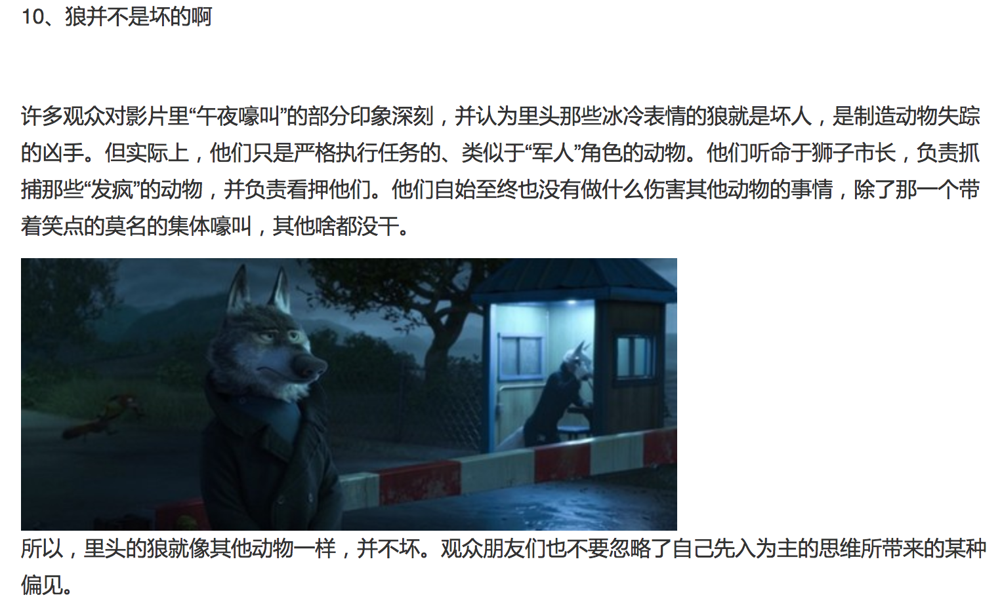 10、狼并不是坏的啊
许多观众对影片里“午夜嚎叫”的部分印象深刻，并认为里头那些冰冷表情的狼就是坏人，是制造动物失踪
的凶手。但实际上，他们只是严格执行任务的、类似于“军人”角色的动物。他们听命于狮子市长，负责抓
捕那些“发疯”的动物，并负责看押他们。他们自始至终也没有做什么伤害其他动物的事情，除了那一个带
着笑点的莫名的集体嚎叫，其他啥都没干。
所以，里头的狼就像其他动物一样，并不坏。观众朋友们也不要忽略了自己先入为主的思维所带来的某种
偏见。